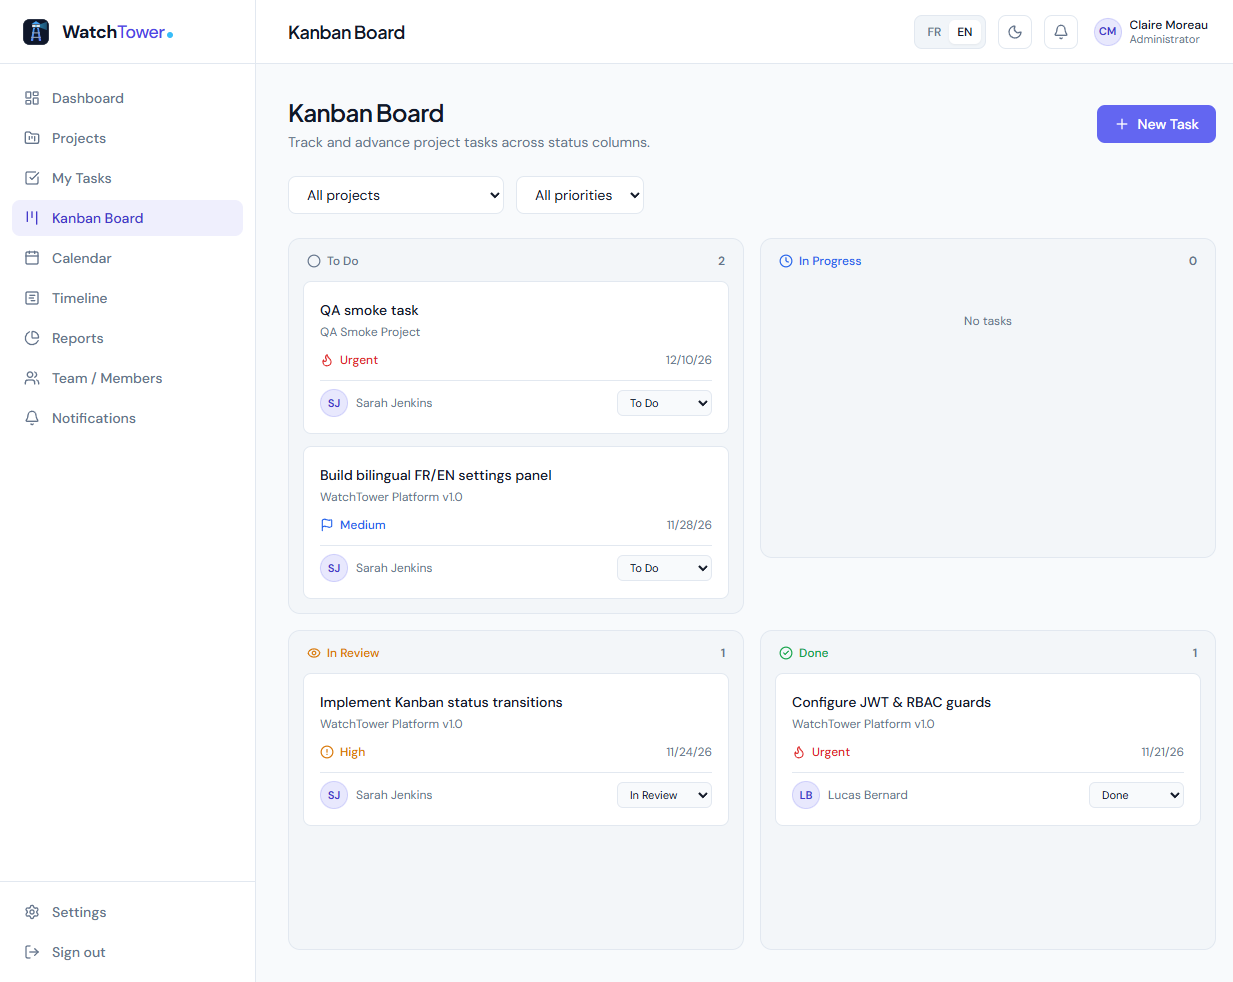 WatchTower
Dashboard
Projects
My Tasks
Kanban Board
Calendar
Timeline
Reports
Team / Members
Notifications
Settings
Sign out
Kanban Board
FR EN
CM
Claire Moreau
Administrator
Kanban Board
Track and advance project tasks across status columns.
New Task
All projects
All priorities
To Do 2
QA smoke task
QA Smoke Project
Urgent 12/10/26
SJ Sarah Jenkins To Do
Build bilingual FR/EN settings panel
WatchTower Platform v1.0
Medium 11/28/26
SJ Sarah Jenkins To Do
In Progress 0
No tasks
In Review 1
Implement Kanban status transitions
WatchTower Platform v1.0
High 11/24/26
SJ Sarah Jenkins In Review
Done 1
Configure JWT & RBAC guards
WatchTower Platform v1.0
Urgent 11/21/26
LB Lucas Bernard Done